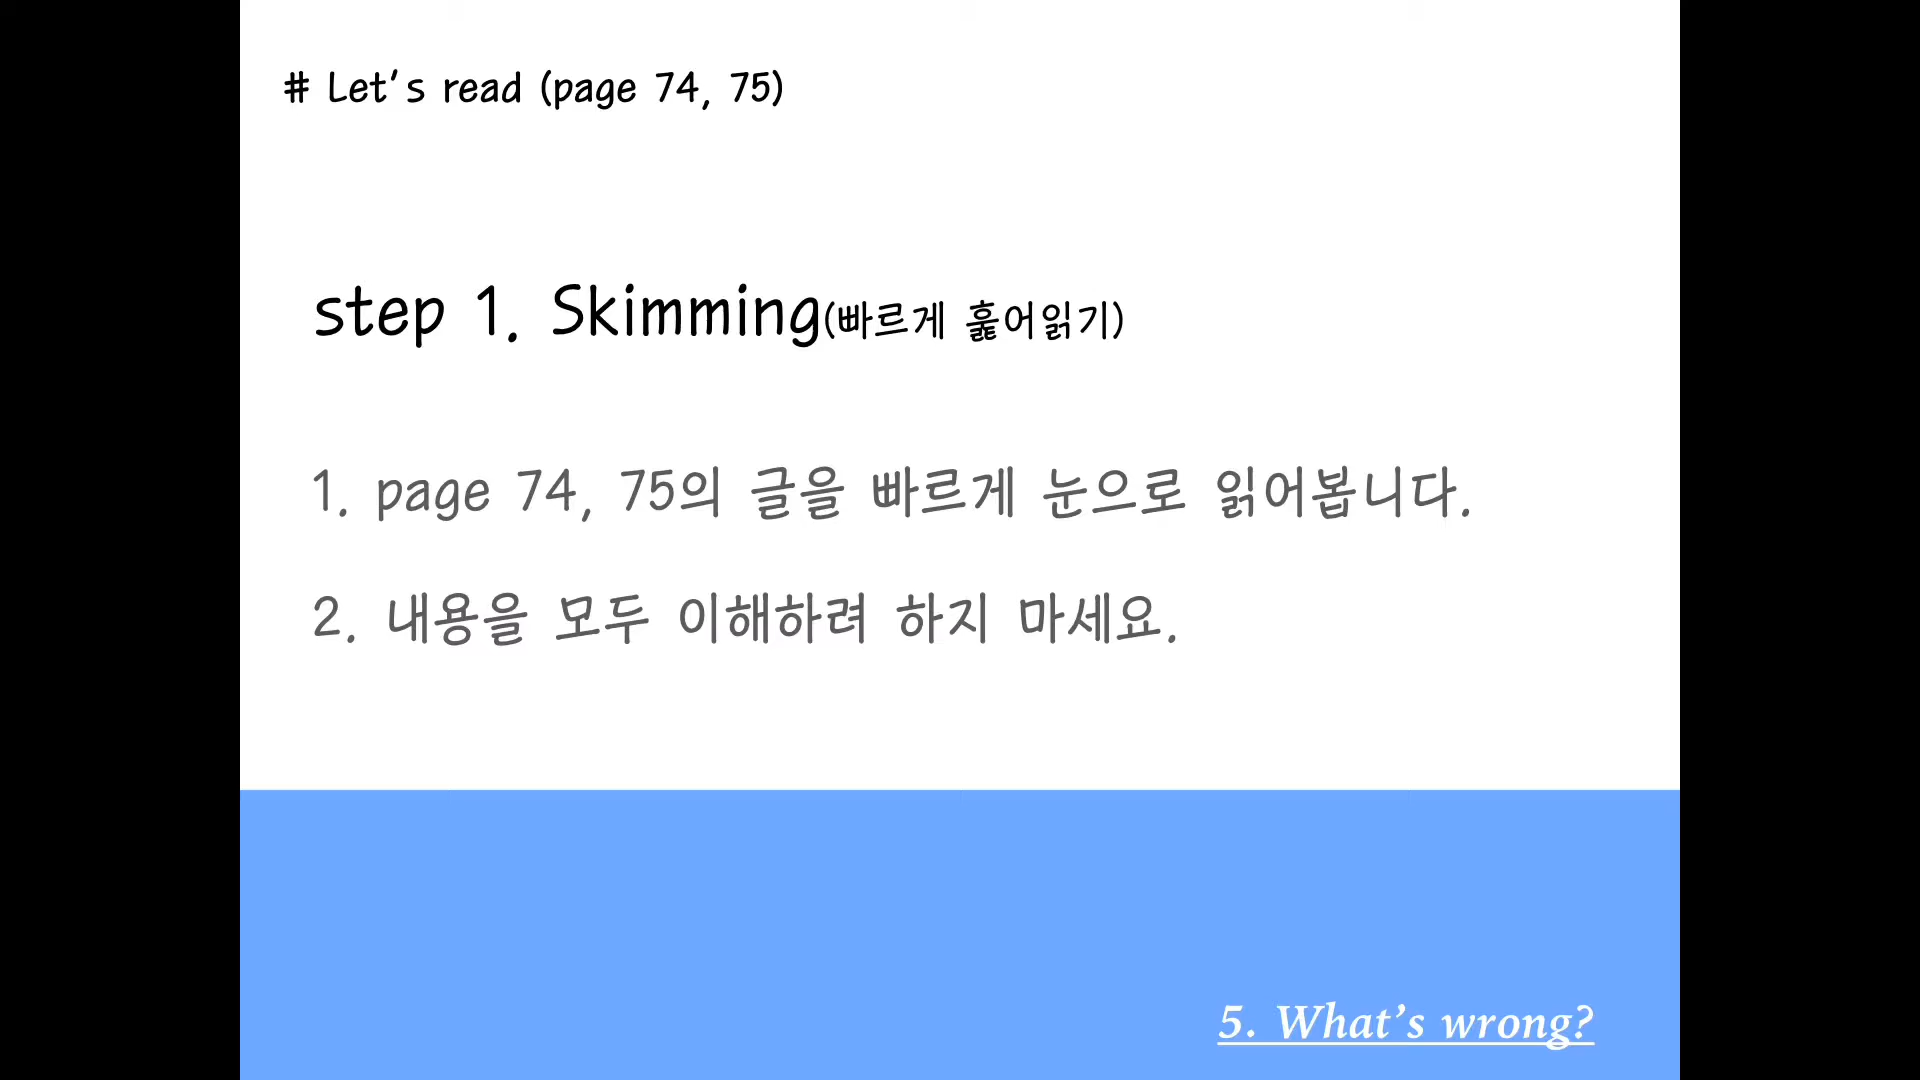 # Let's read (page 74, 75)
step 1. Skimming(빠르게 훑어읽기)
1. page 74, 75의 글을 빠르게 눈으로 읽어봅니다.
2. 내용을 모두 이해하려 하지 마세요.
5. What's wrong?